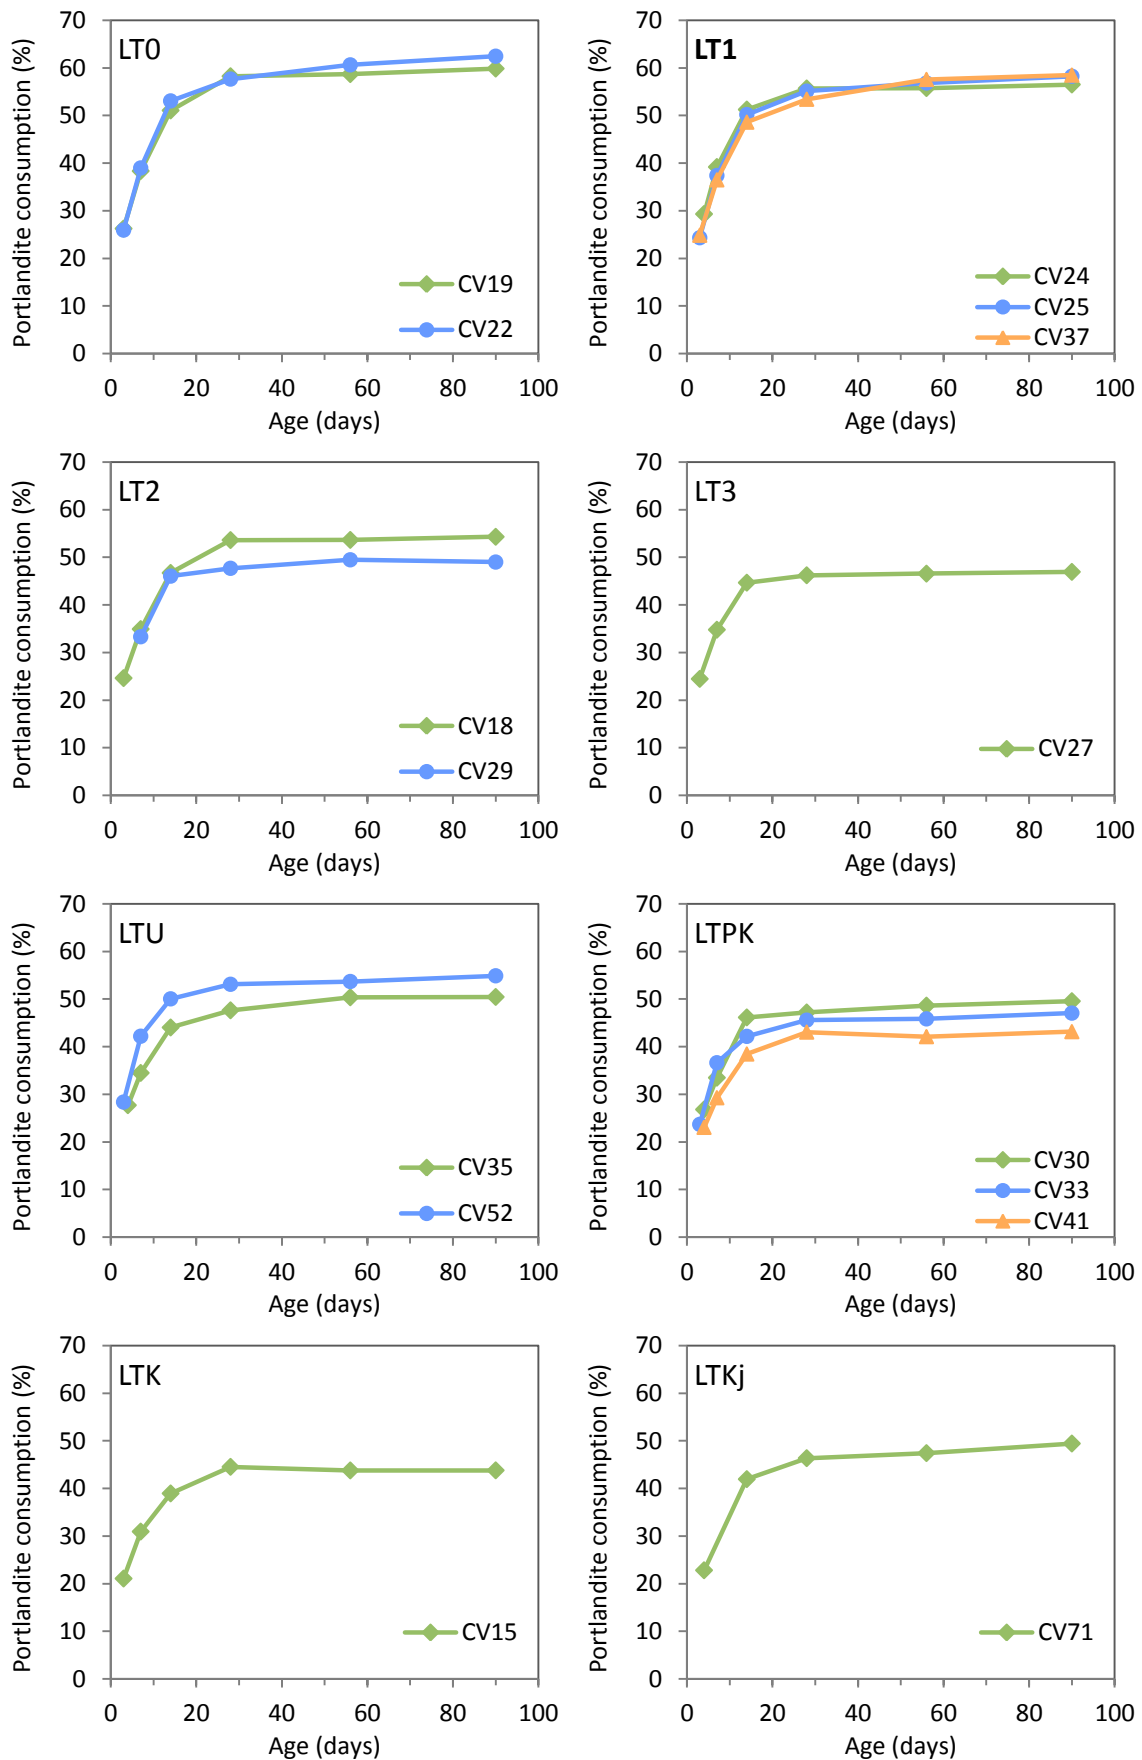 LT0
Portlandite consumption (%)
70
60
50
40
30
20
10
0
CV19
CV22
0 20 40 60 80 100
Age (days)
LT1
Portlandite consumption (%)
70
60
50
40
30
20
10
0
CV24
CV25
CV37
0 20 40 60 80 100
Age (days)
LT2
Portlandite consumption (%)
70
60
50
40
30
20
10
0
CV18
CV29
0 20 40 60 80 100
Age (days)
LT3
Portlandite consumption (%)
70
60
50
40
30
20
10
0
CV27
0 20 40 60 80 100
Age (days)
LTU
Portlandite consumption (%)
70
60
50
40
30
20
10
0
CV35
CV52
0 20 40 60 80 100
Age (days)
LTPK
Portlandite consumption (%)
70
60
50
40
30
20
10
0
CV30
CV33
CV41
0 20 40 60 80 100
Age (days)
LTK
Portlandite consumption (%)
70
60
50
40
30
20
10
0
CV15
0 20 40 60 80 100
Age (days)
LTKj
Portlandite consumption (%)
70
60
50
40
30
20
10
0
CV71
0 20 40 60 80 100
Age (days)